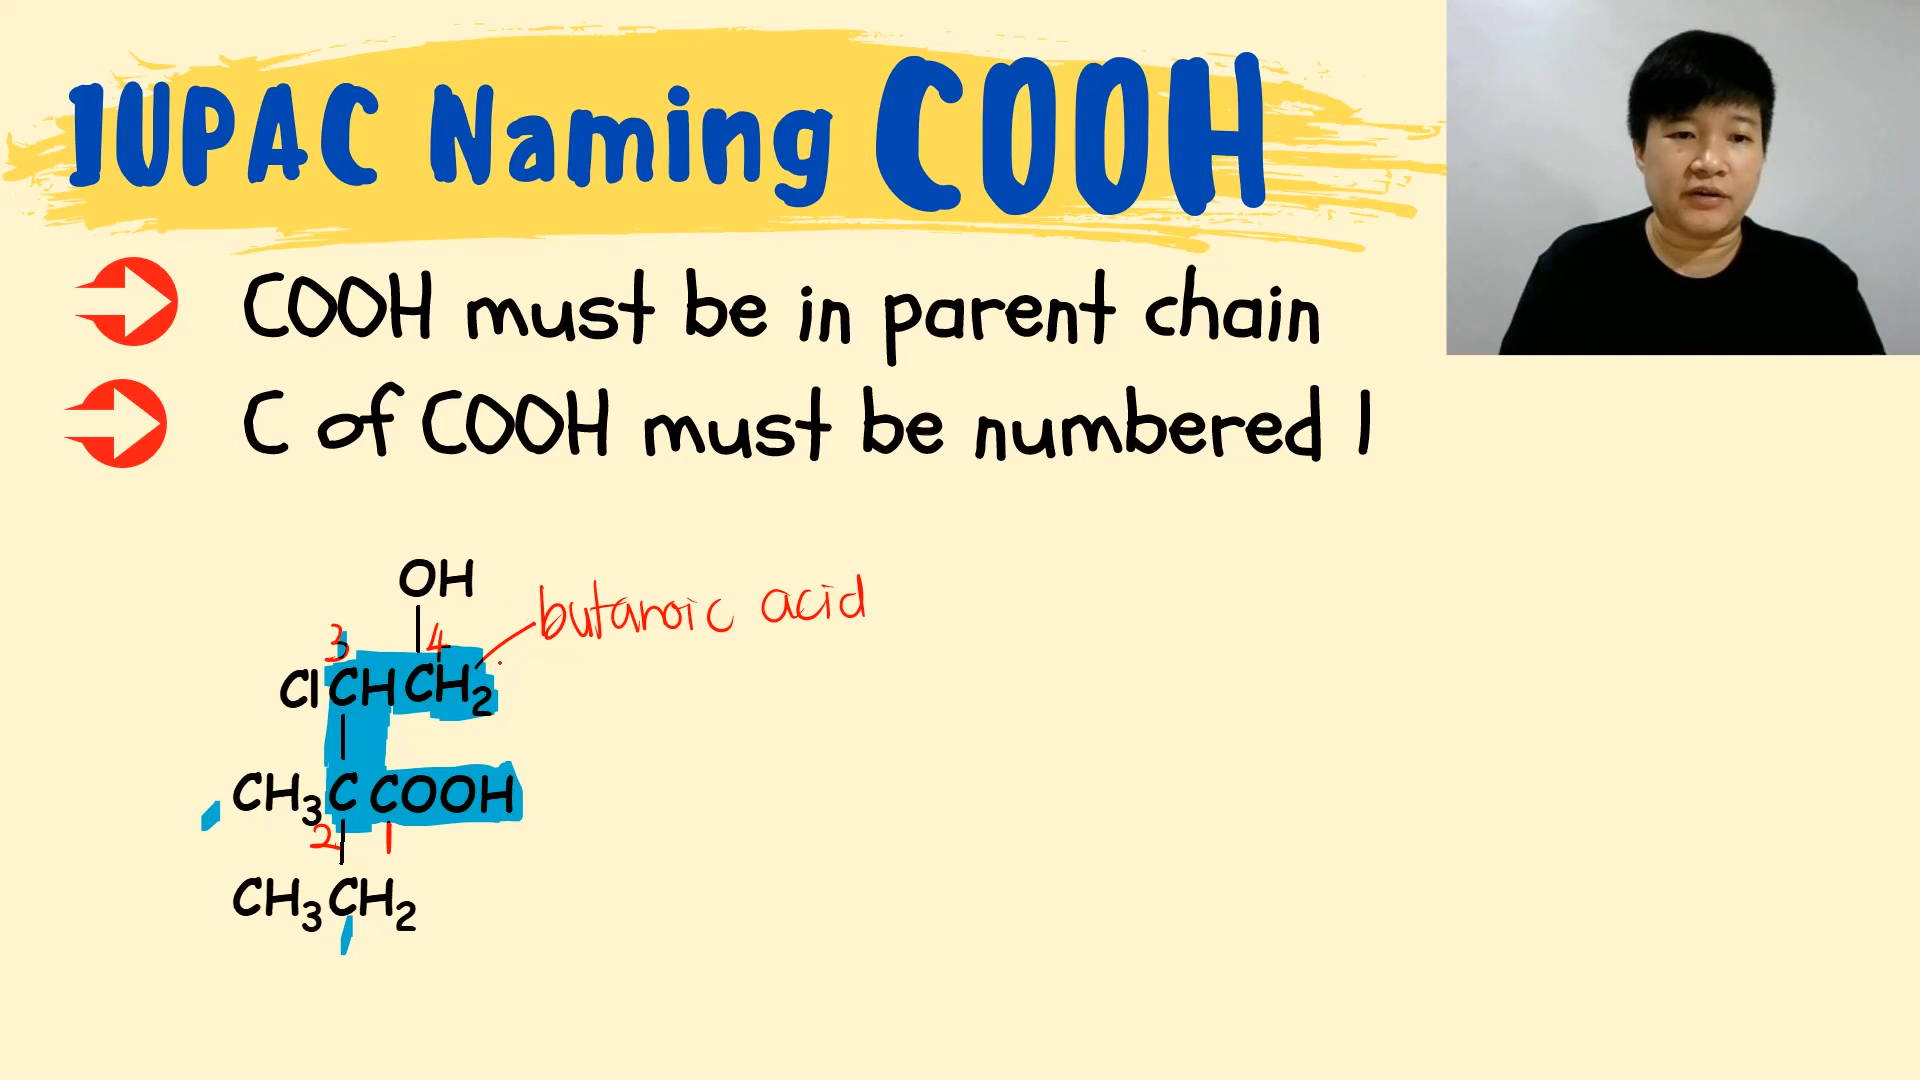 IUPAC Naming COOH
COOH must be in parent chain
C of COOH must be numbered 1
OH
butanoic acid
3 4
ClCHCH₂
CH₃C COOH
2 1
CH₃CH₂